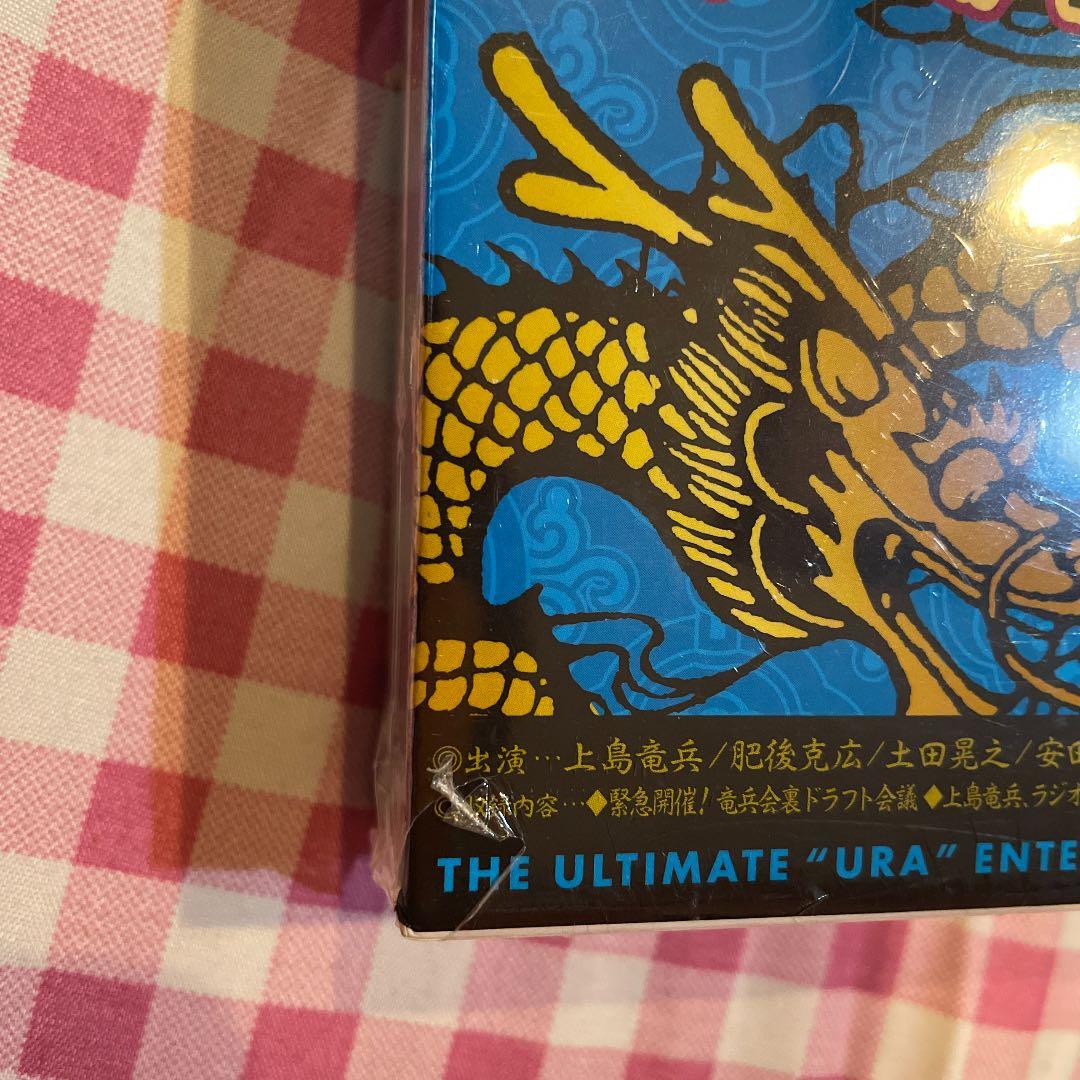 ◎出演…上島竜兵/肥後克広/土田晃之/安田
◎収録内容…◆緊急開催!竜兵会裏ドラフト会議◆上島竜兵、ラジオ
THE ULTIMATE “URA” ENTE